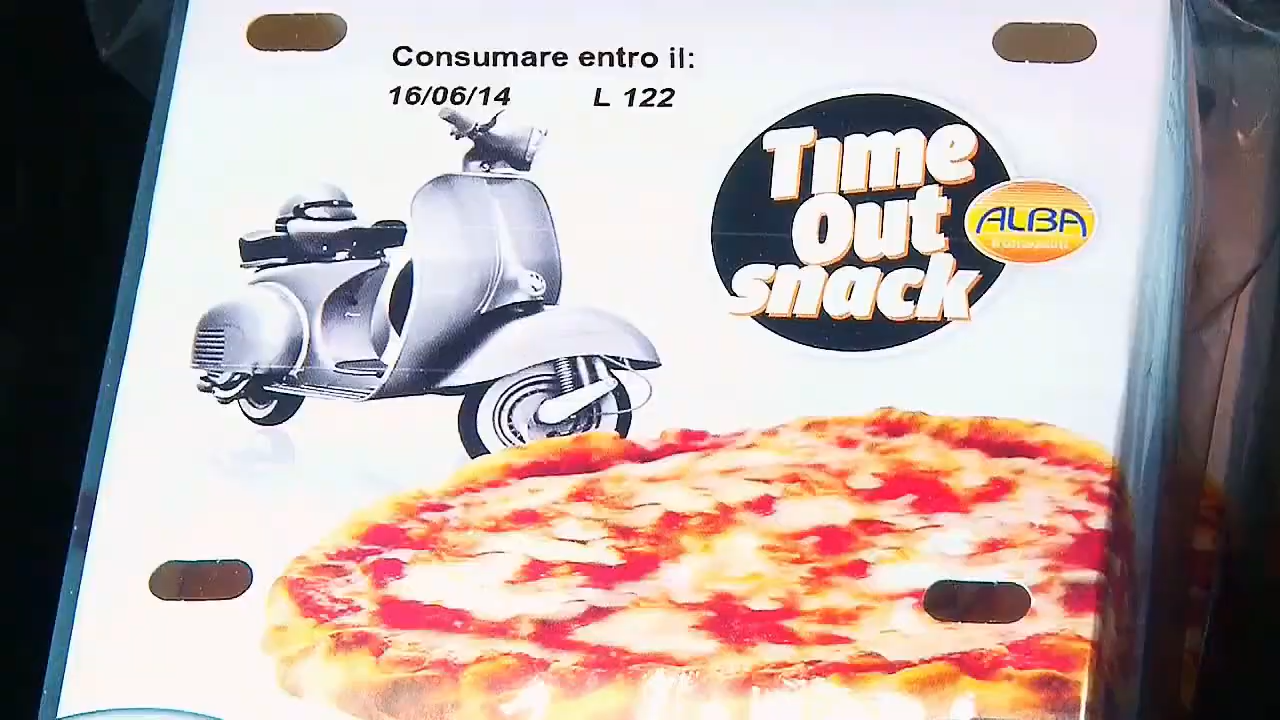 Consumare entro il:
16/06/14 L 122
Time
Out
snack
ALBA